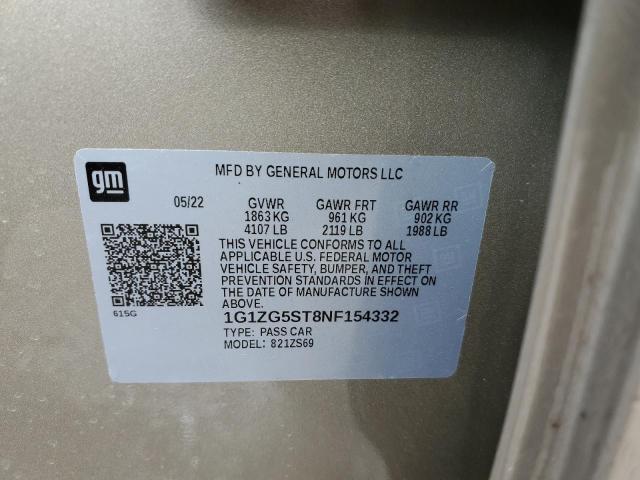 gm
MFD BY GENERAL MOTORS LLC
05/22 GVWR GAWR FRT GAWR RR
1863 KG 961 KG 902 KG
4107 LB 2119 LB 1988 LB
THIS VEHICLE CONFORMS TO ALL
APPLICABLE U.S. FEDERAL MOTOR
VEHICLE SAFETY, BUMPER, AND THEFT
PREVENTION STANDARDS IN EFFECT ON
THE DATE OF MANUFACTURE SHOWN
ABOVE.
615G
1G1ZG5ST8NF154332
TYPE: PASS CAR
MODEL: 821ZS69